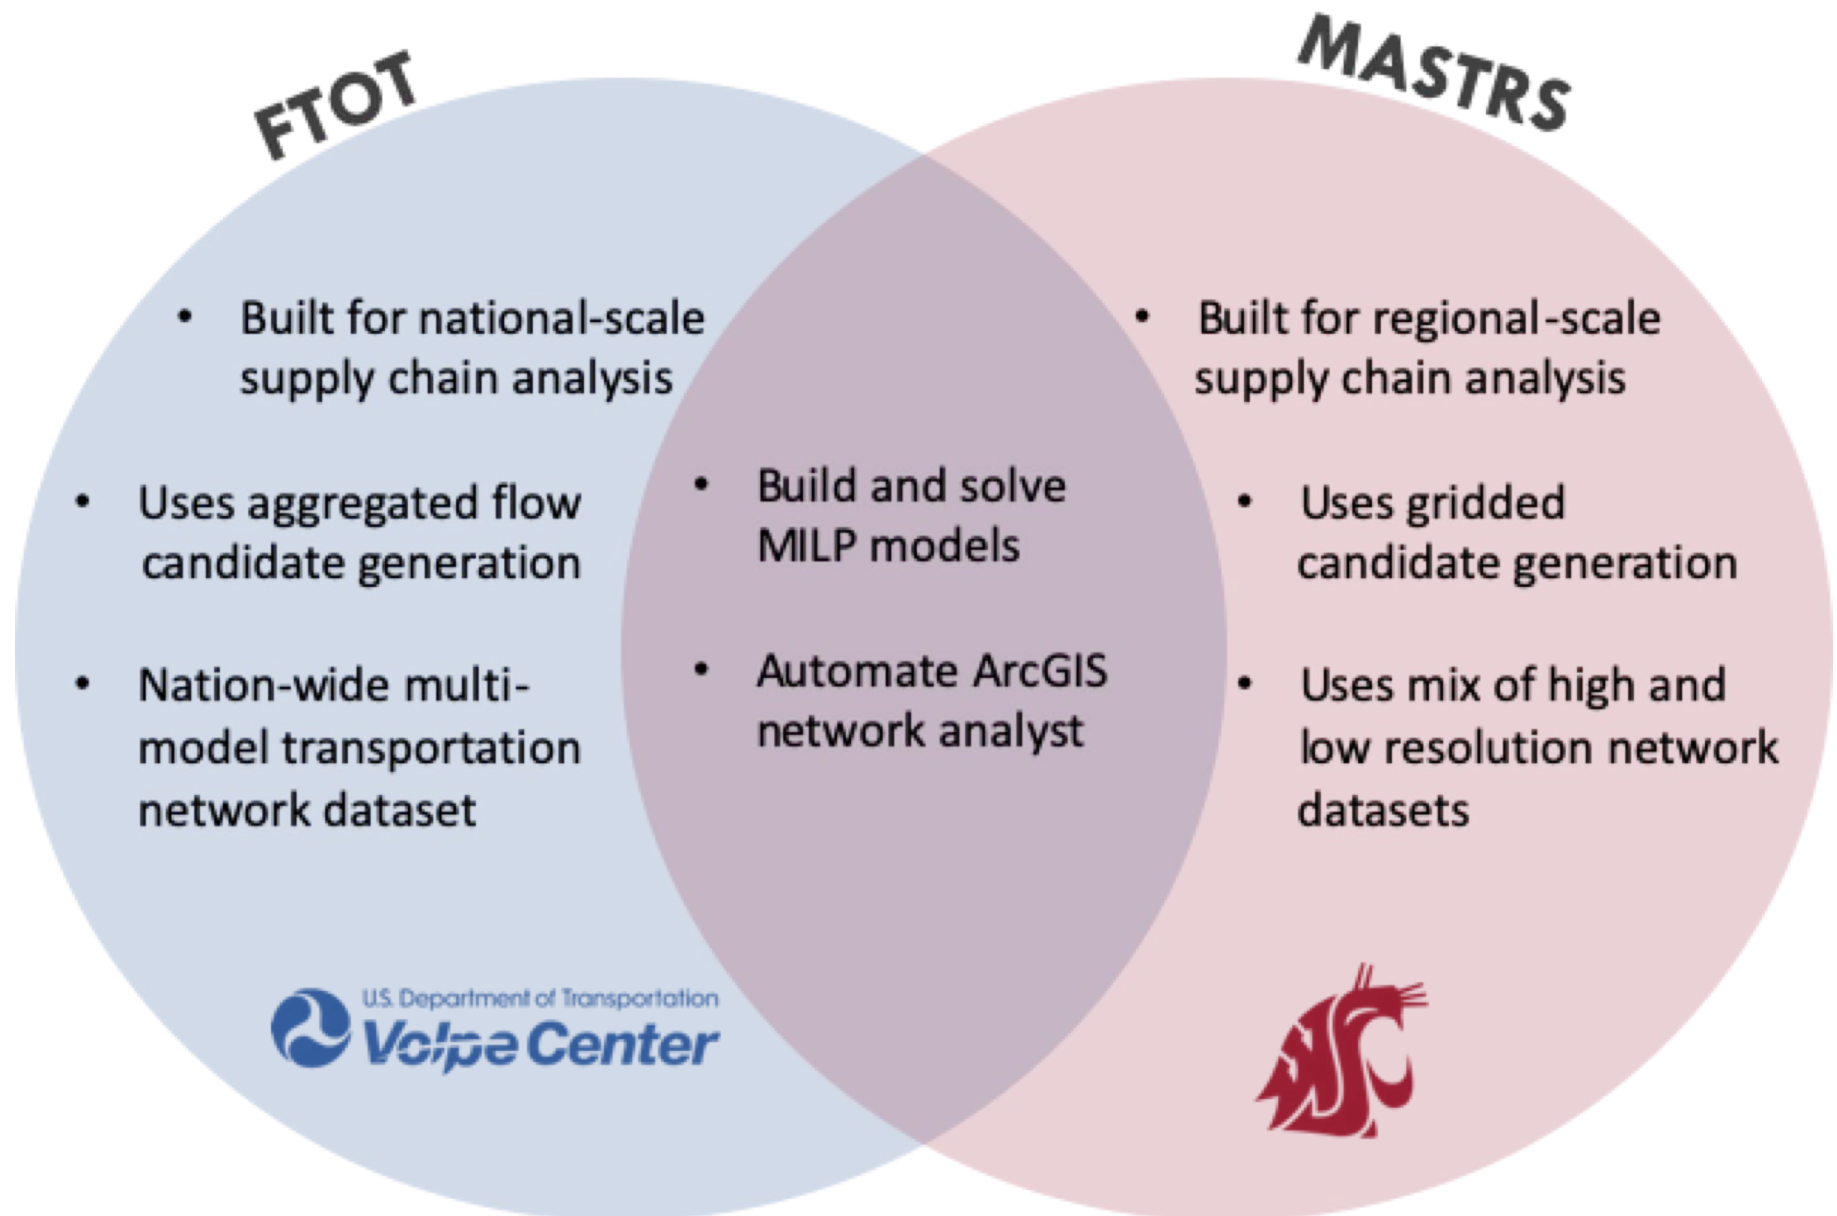 FTOT
MASTRS
• Built for national-scale
supply chain analysis
• Uses aggregated flow
candidate generation
• Nation-wide multi-
model transportation
network dataset
• Build and solve
MILP models
• Automate ArcGIS
network analyst
• Built for regional-scale
supply chain analysis
• Uses gridded
candidate generation
• Uses mix of high and
low resolution network
datasets
U.S. Department of Transportation
Volpe Center
WSC